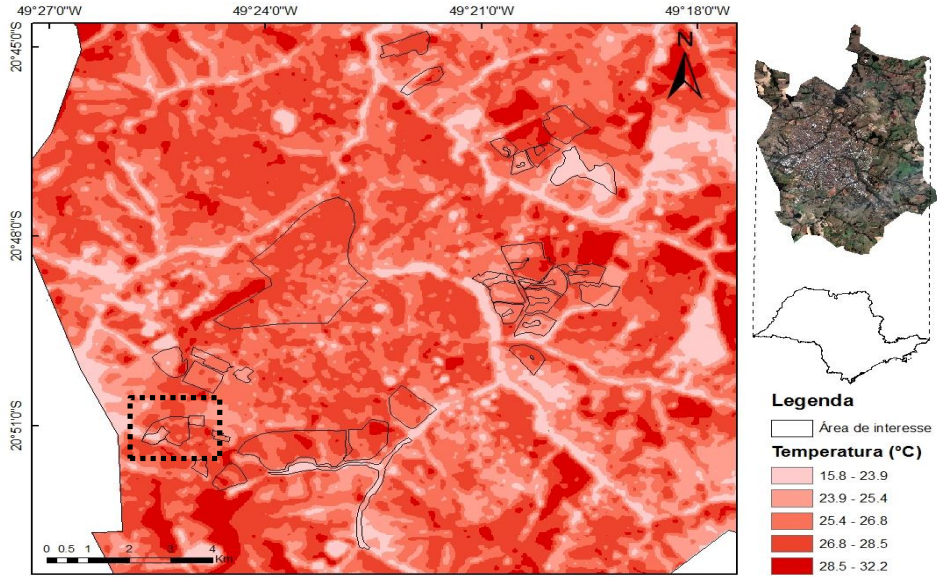 49°27'0"W 49°24'0"W 49°21'0"W 49°18'0"W
20°45'0"S
20°48'0"S
20°51'0"S
N
0 0.5 1 2 3 4
Km
Legenda
Área de interesse
Temperatura (°C)
15.8 - 23.9
23.9 - 25.4
25.4 - 26.8
26.8 - 28.5
28.5 - 32.2